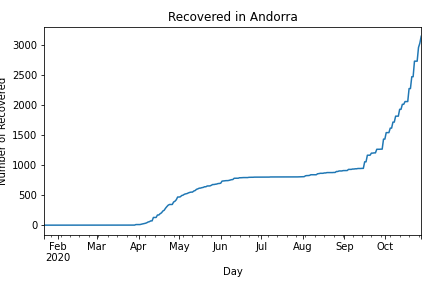 Recovered in Andorra
Number of Recovered
3000
2500
2000
1500
1000
500
0
Feb Mar Apr May Jun Jul Aug Sep Oct
2020
Day